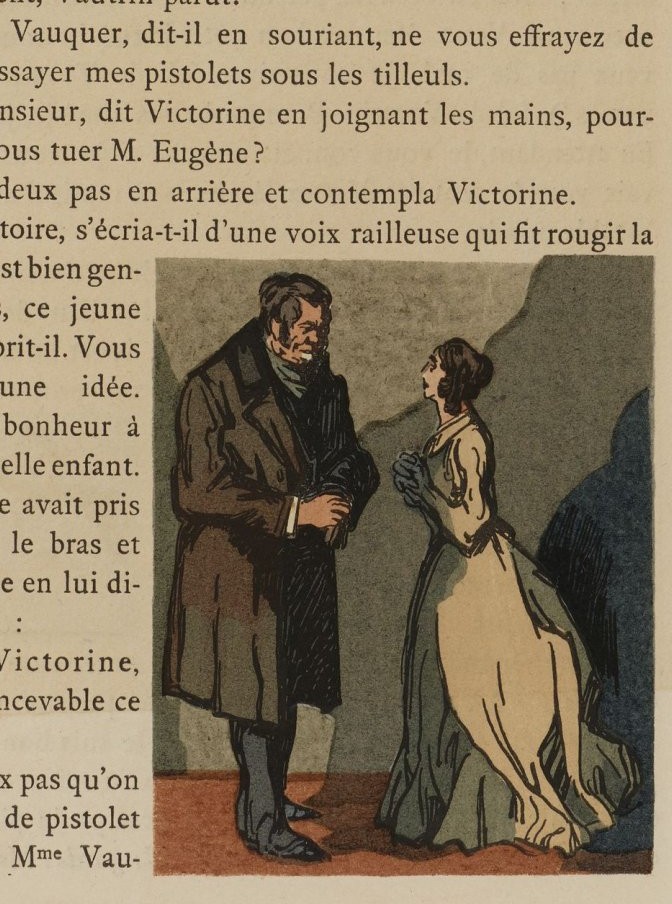 Vautrin parut.
Vauquer, dit-il en souriant, ne vous effrayez de
ssayer mes pistolets sous les tilleuls.
nsieur, dit Victorine en joignant les mains, pour-
ous tuer M. Eugène?
deux pas en arrière et contempla Victorine.
toire, s'écria-t-il d'une voix railleuse qui fit rougir la
st bien gen-
, ce jeune
prit-il. Vous
une idée.
bonheur à
elle enfant.
e avait pris
le bras et
e en lui di-
:
Victorine,
ncevable ce
x pas qu'on
de pistolet
Mme Vau-